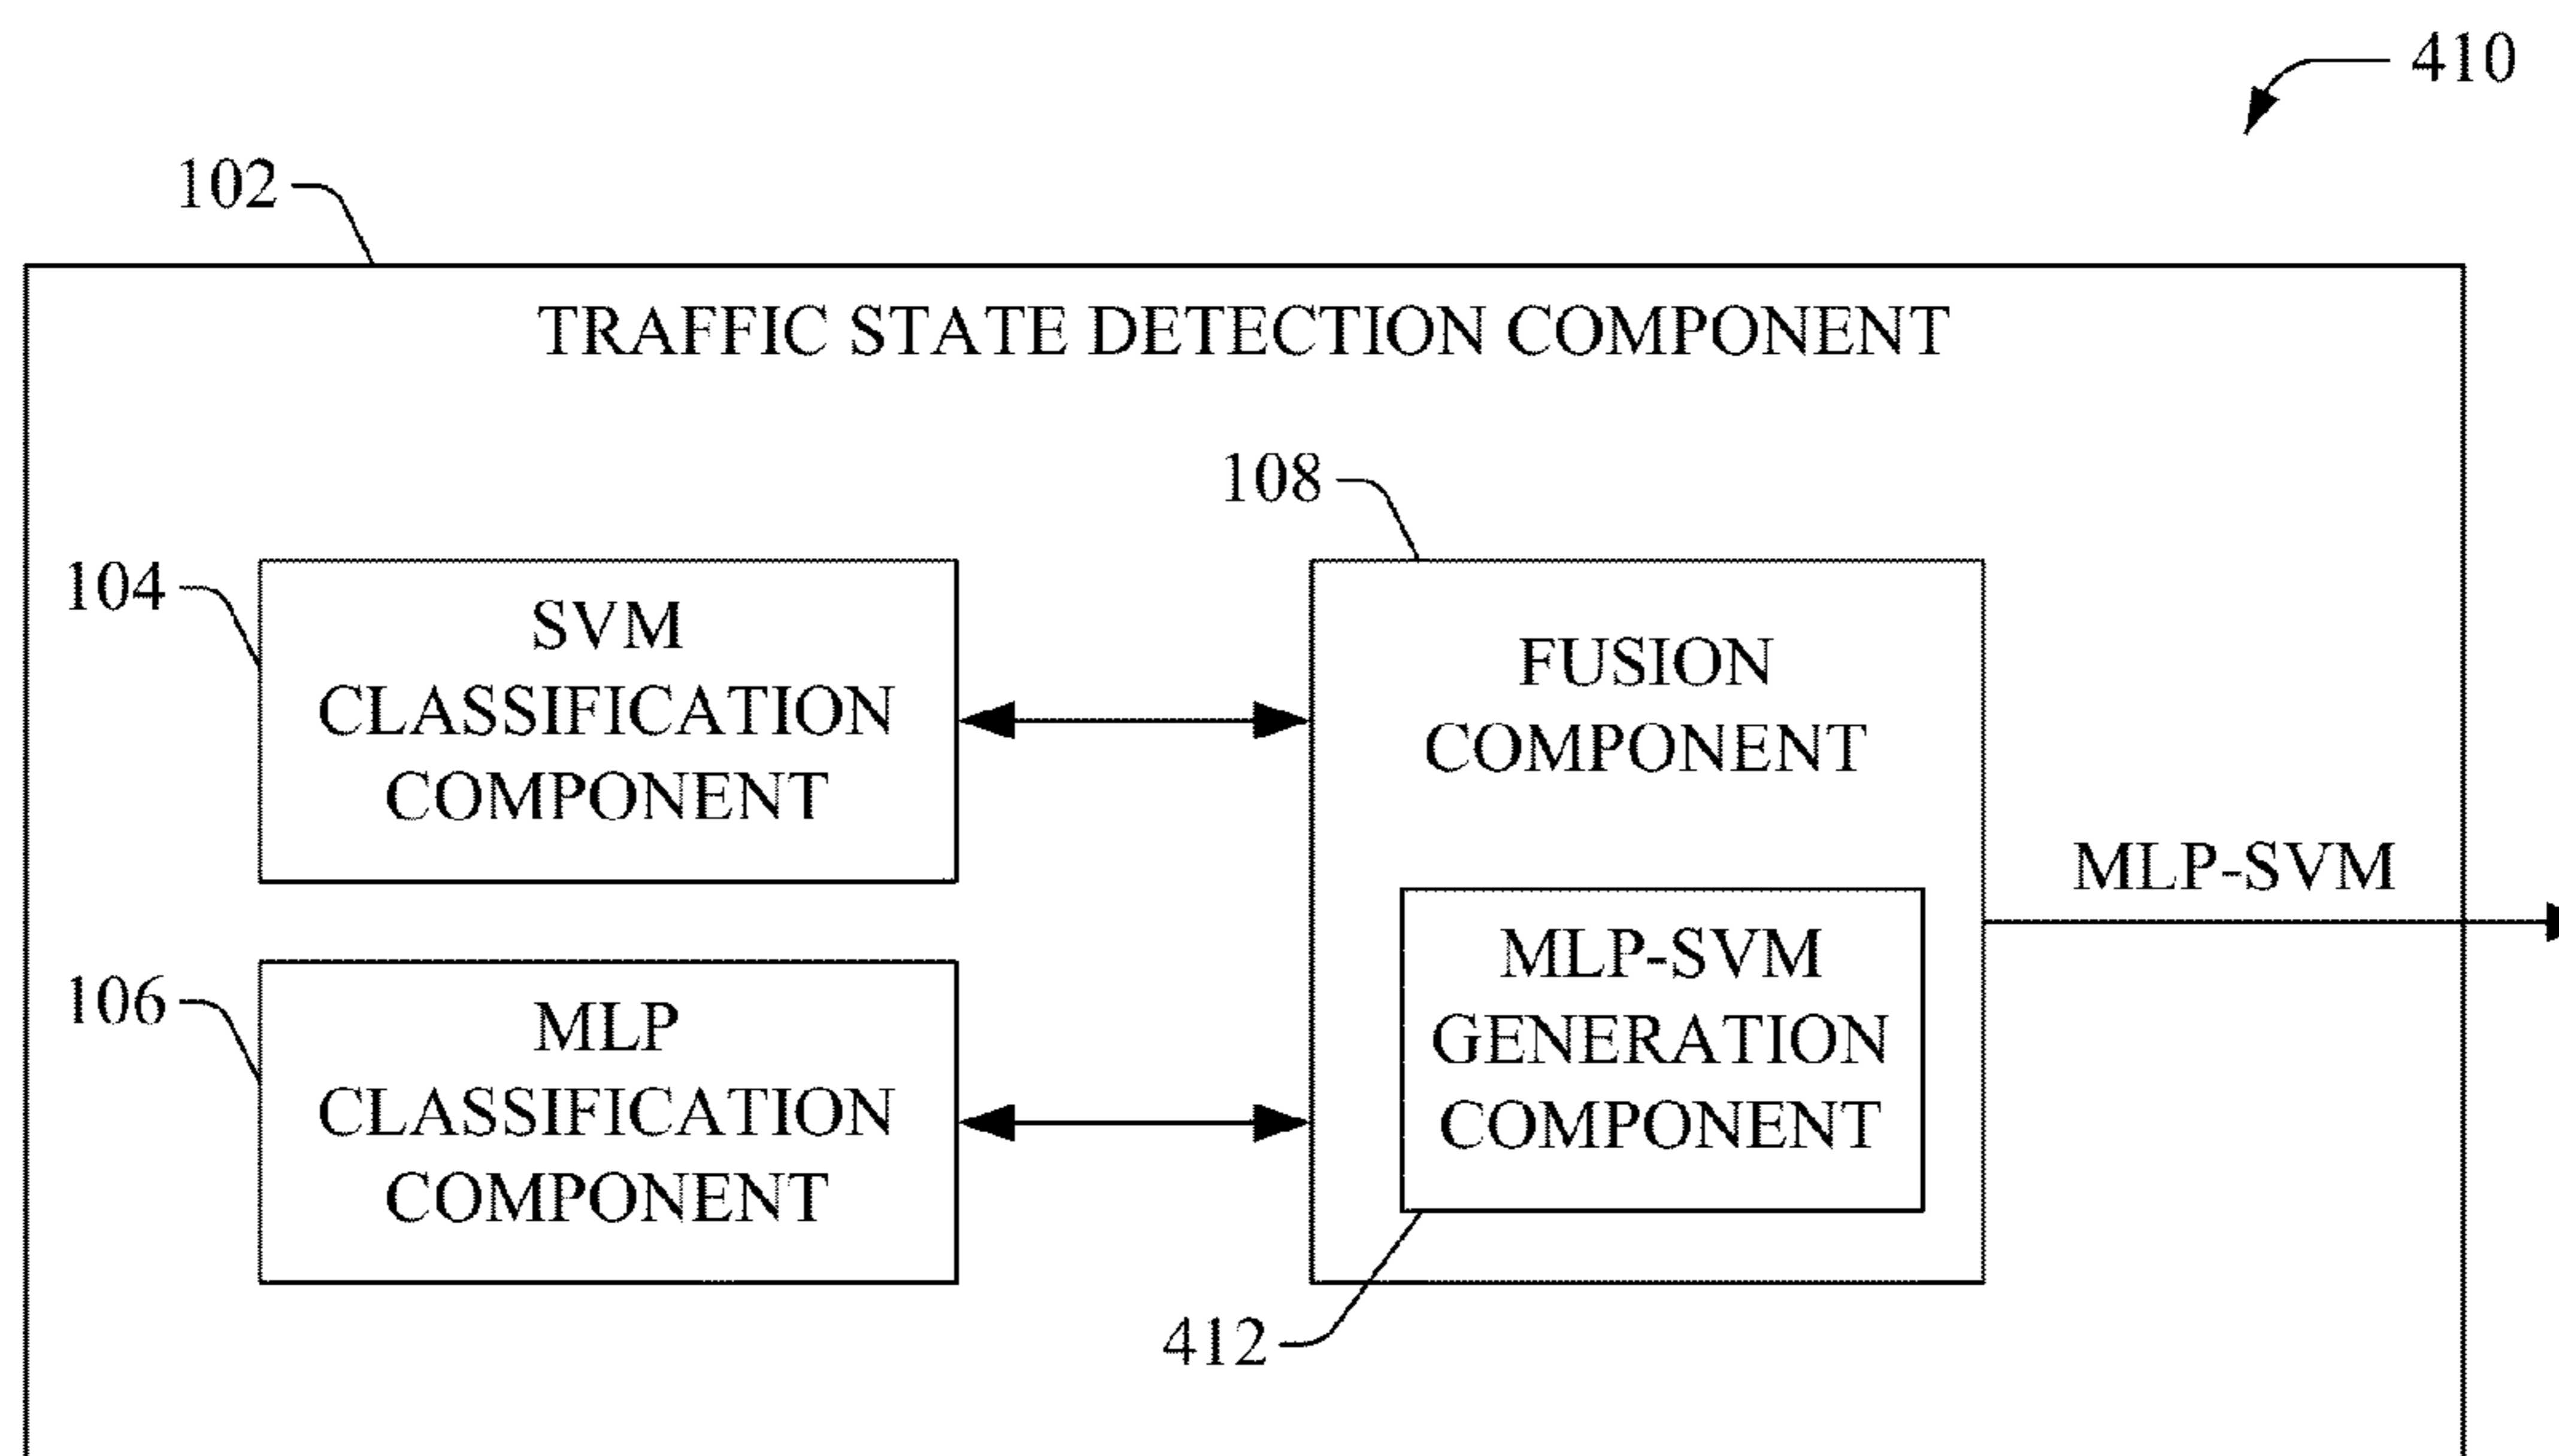 410
102
TRAFFIC STATE DETECTION COMPONENT
108
104
SVM
CLASSIFICATION
COMPONENT
FUSION
COMPONENT
MLP-SVM
106
MLP
CLASSIFICATION
COMPONENT
MLP-SVM
GENERATION
COMPONENT
412